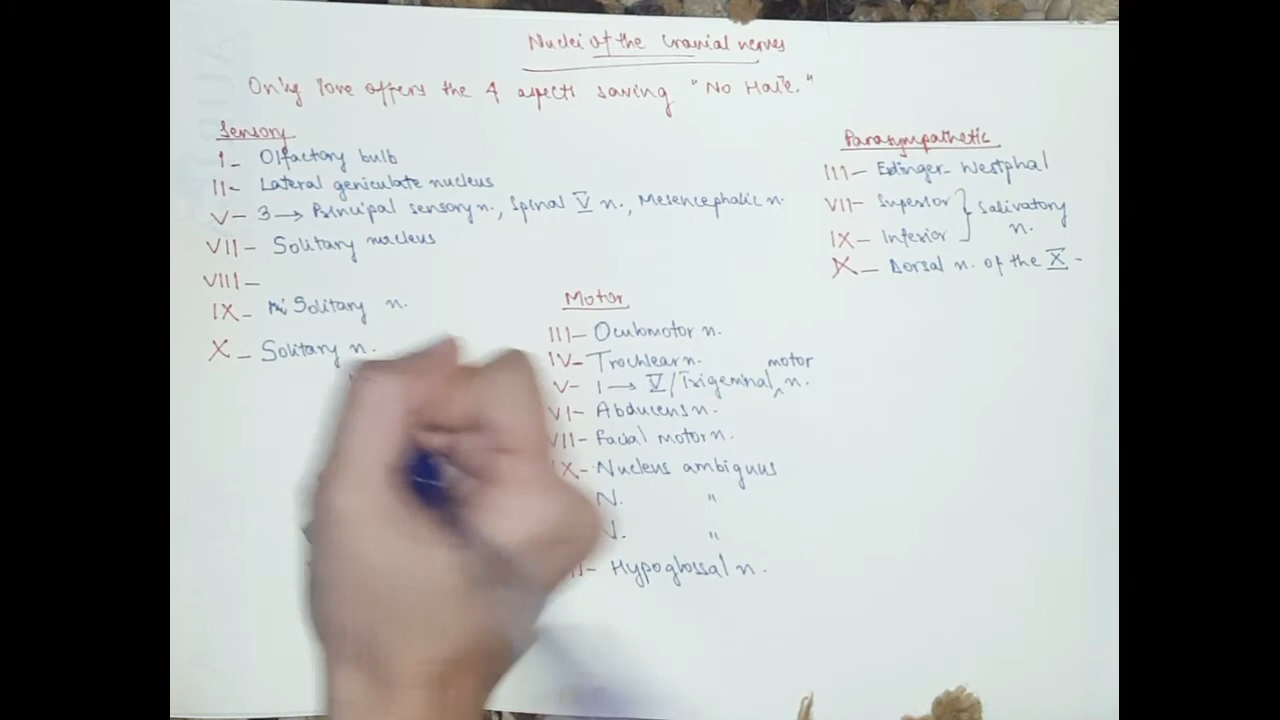 Nuclei of the cranial nerves
Only love offers the 4 aspects saving "No Hate."
Sensory
I - Olfactory bulb
II - Lateral geniculate nucleus
V - 3 → Principal sensory n., Spinal V n., Mesencephalic n.
VII - Solitary nucleus
VIII -
IX - Solitary n.
X - Solitary n.
Motor
III - Oculomotor n.
IV - Trochlear n.
V - 1 → V/Trigeminal motor n.
VI - Abducens n.
VII - Facial motor n.
IX - Nucleus ambiguus
N. "
N. "
Hypoglossal n.
Parasympathetic
III - Edinger-Westphal
VII - Superior } Salivatory n.
IX - Inferior
X - Dorsal n. of the X -